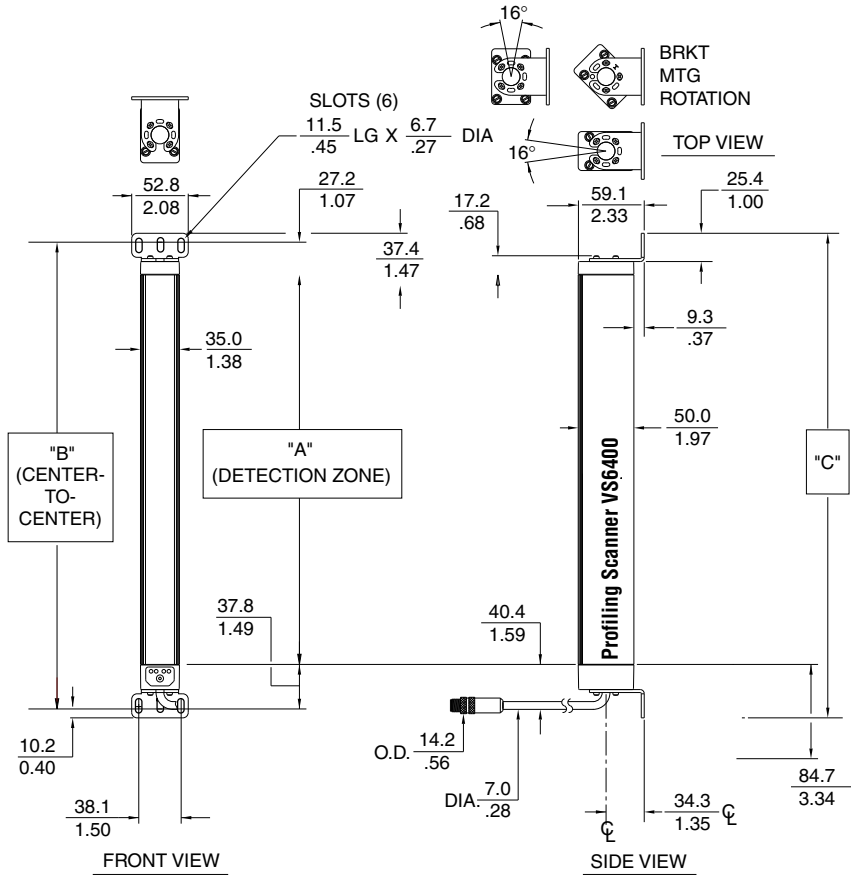 16°
BRKT
MTG
ROTATION
SLOTS (6)
11.5
.45
LG X
6.7
.27
DIA
16°
TOP VIEW
52.8
2.08
27.2
1.07
17.2
.68
59.1
2.33
25.4
1.00
37.4
1.47
35.0
1.38
9.3
.37
50.0
1.97
"B"
(CENTER-
TO-
CENTER)
"A"
(DETECTION ZONE)
"C"
Profiling Scanner VS6400
37.8
1.49
40.4
1.59
10.2
0.40
O.D.
14.2
.56
DIA.
7.0
.28
84.7
3.34
38.1
1.50
34.3
1.35
℄
℄
FRONT VIEW
SIDE VIEW